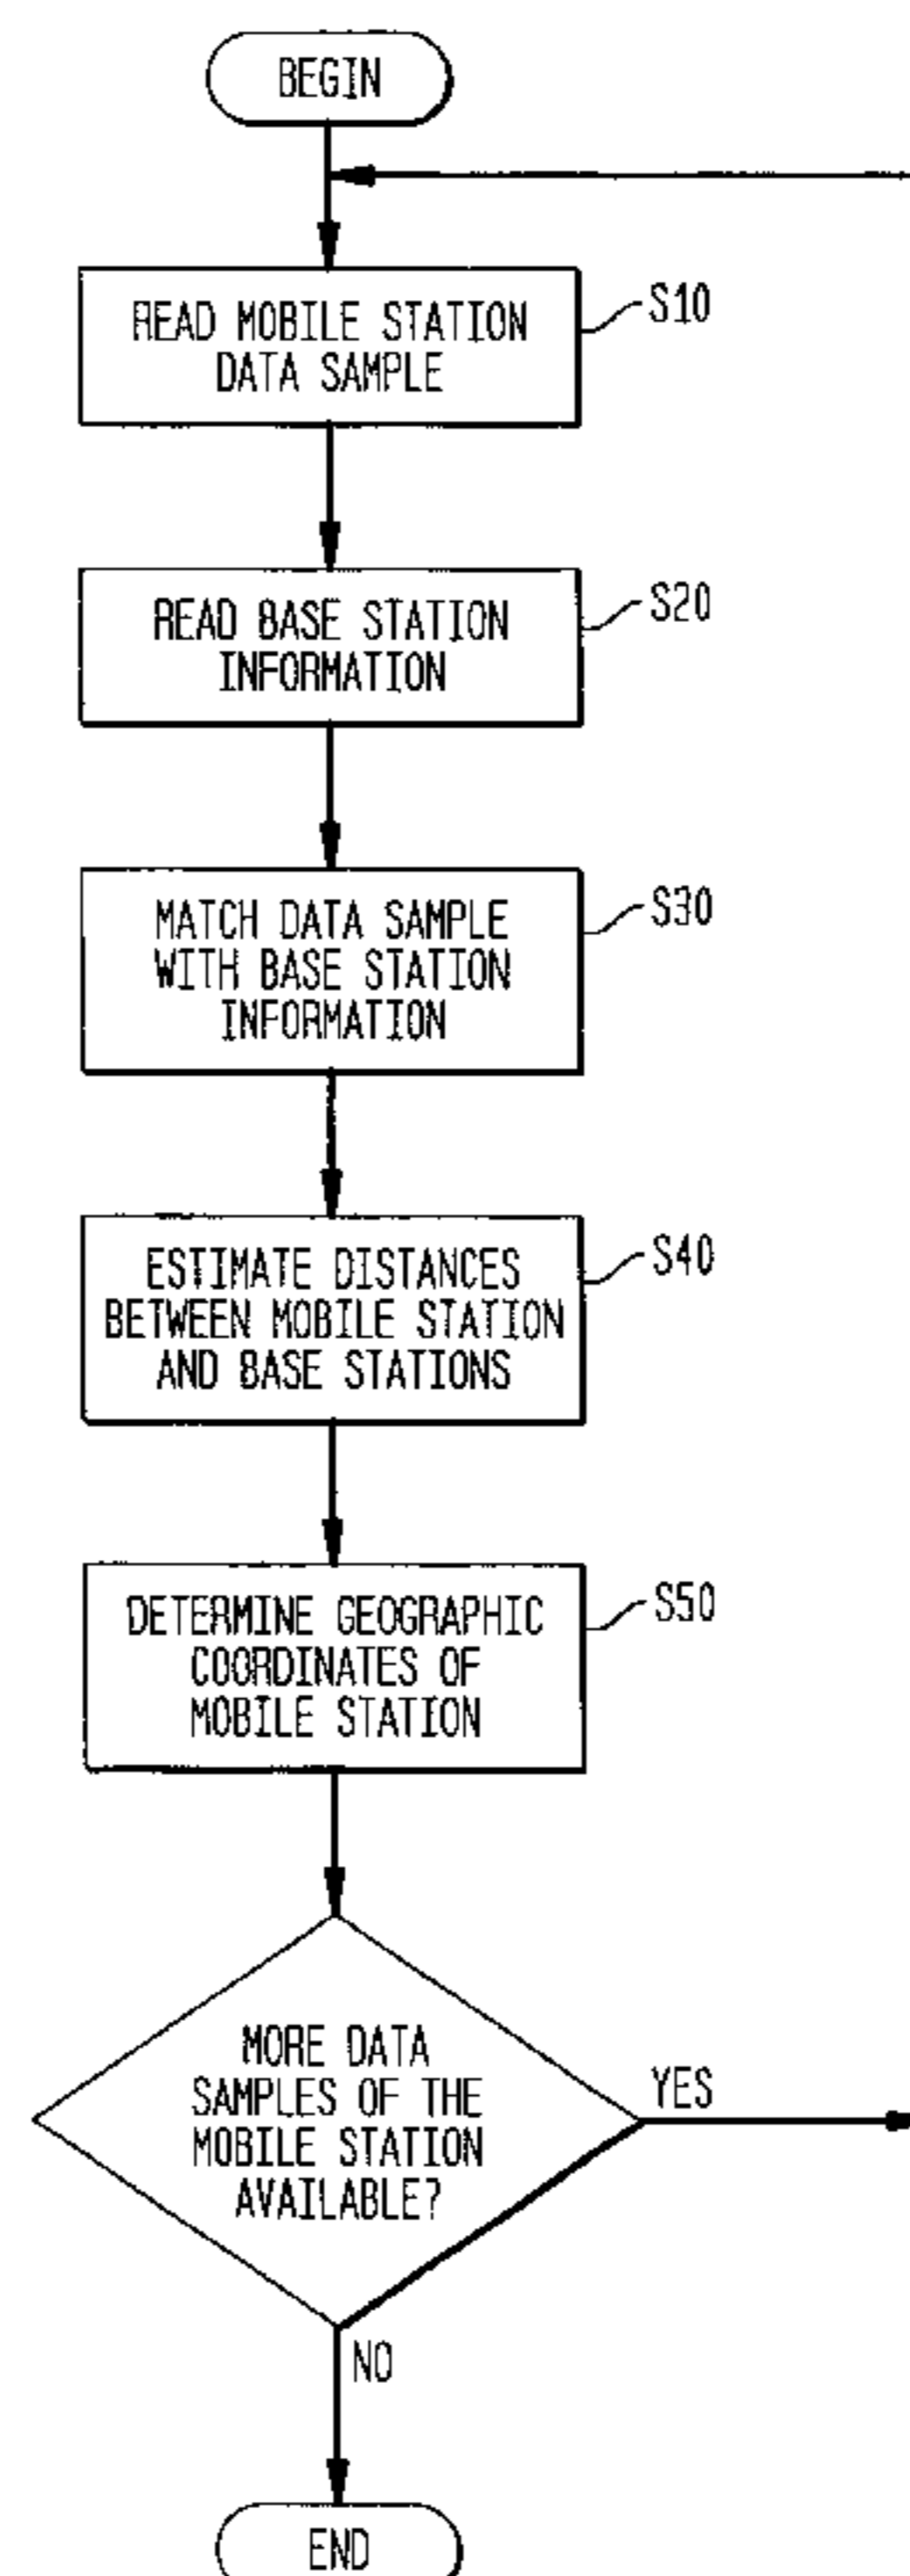 BEGIN
READ MOBILE STATION
DATA SAMPLE
S10
READ BASE STATION
INFORMATION
S20
MATCH DATA SAMPLE
WITH BASE STATION
INFORMATION
S30
ESTIMATE DISTANCES
BETWEEN MOBILE STATION
AND BASE STATIONS
S40
DETERMINE GEOGRAPHIC
COORDINATES OF
MOBILE STATION
S50
MORE DATA
SAMPLES OF THE
MOBILE STATION
AVAILABLE?
YES
NO
END